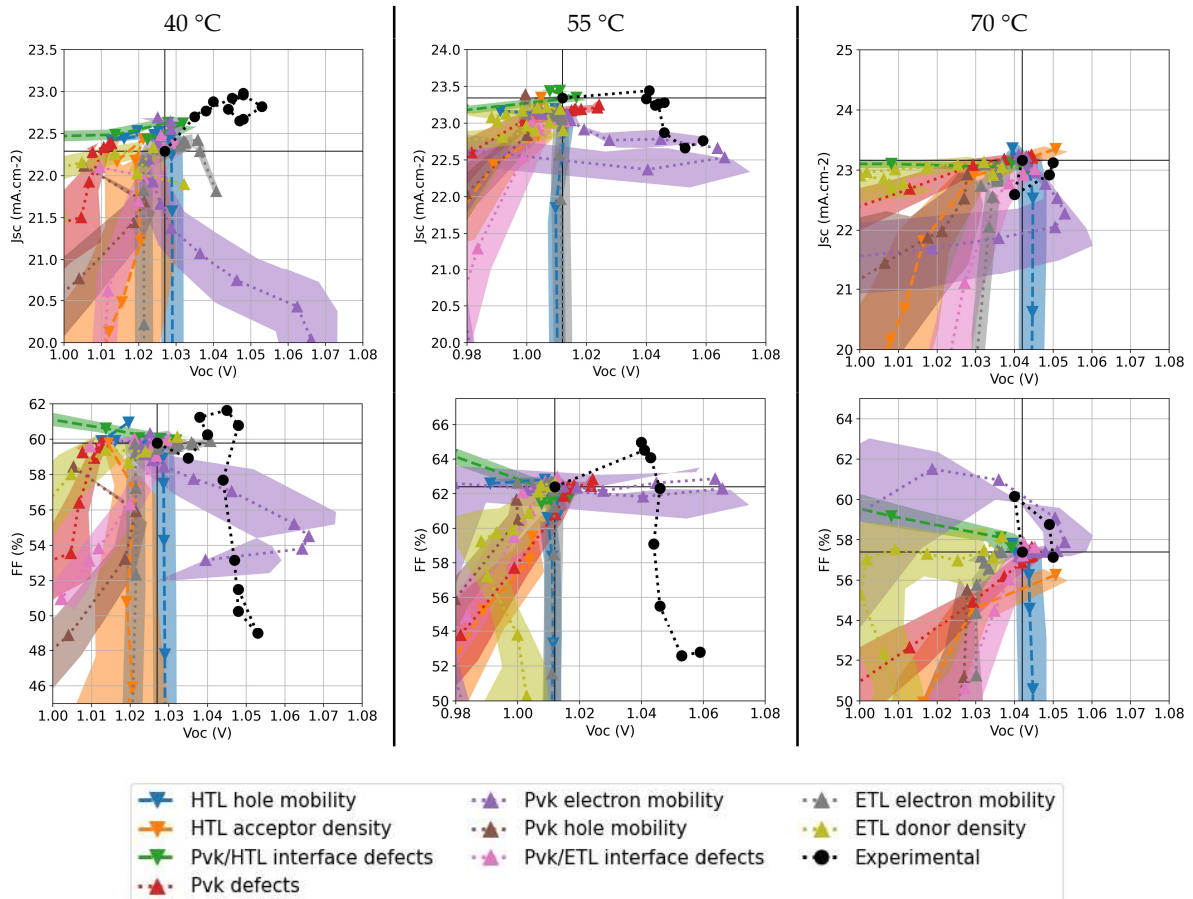 40 °C
55 °C
70 °C
23.5
23.0
22.5
22.0
21.5
21.0
20.5
20.0
Jsc (mA.cm-2)
1.00 1.01 1.02 1.03 1.04 1.05 1.06 1.07 1.08
Voc (V)
24.0
23.5
23.0
22.5
22.0
21.5
21.0
20.5
20.0
Jsc (mA.cm-2)
0.98 1.00 1.02 1.04 1.06 1.08
Voc (V)
25
24
23
22
21
20
Jsc (mA.cm-2)
1.00 1.01 1.02 1.03 1.04 1.05 1.06 1.07 1.08
Voc (V)
62
60
58
56
54
52
50
48
46
FF (%)
1.00 1.01 1.02 1.03 1.04 1.05 1.06 1.07 1.08
Voc (V)
66
64
62
60
58
56
54
52
50
FF (%)
0.98 1.00 1.02 1.04 1.06 1.08
Voc (V)
64
62
60
58
56
54
52
50
FF (%)
1.00 1.01 1.02 1.03 1.04 1.05 1.06 1.07 1.08
Voc (V)
HTL hole mobility
HTL acceptor density
Pvk/HTL interface defects
Pvk defects
Pvk electron mobility
Pvk hole mobility
Pvk/ETL interface defects
ETL electron mobility
ETL donor density
Experimental